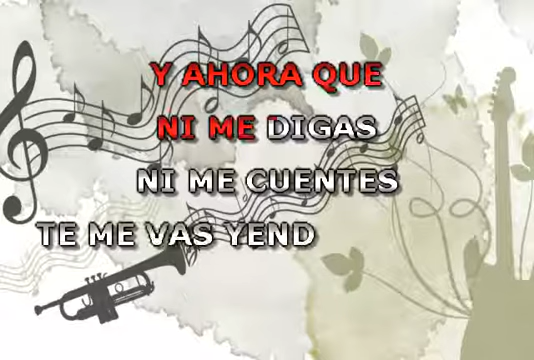 Y AHORA QUE
NI ME DIGAS
NI ME CUENTES
TE ME VAS YEND